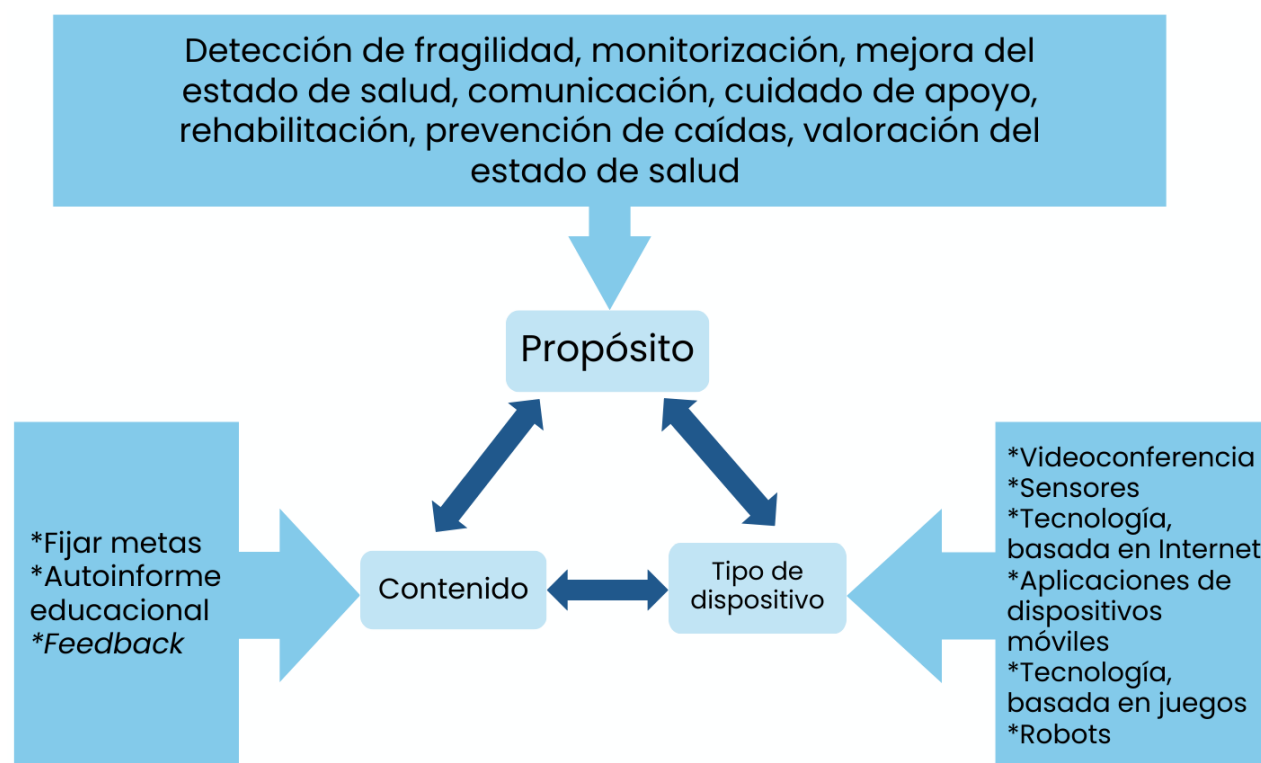 Detección de fragilidad, monitorización, mejora del
estado de salud, comunicación, cuidado de apoyo,
rehabilitación, prevención de caídas, valoración del
estado de salud
Propósito
*Fijar metas
*Autoinforme
educacional
*Feedback
Contenido
Tipo de
dispositivo
*Videoconferencia
*Sensores
*Tecnología,
basada en Internet
*Aplicaciones de
dispositivos
móviles
*Tecnología,
basada en juegos
*Robots